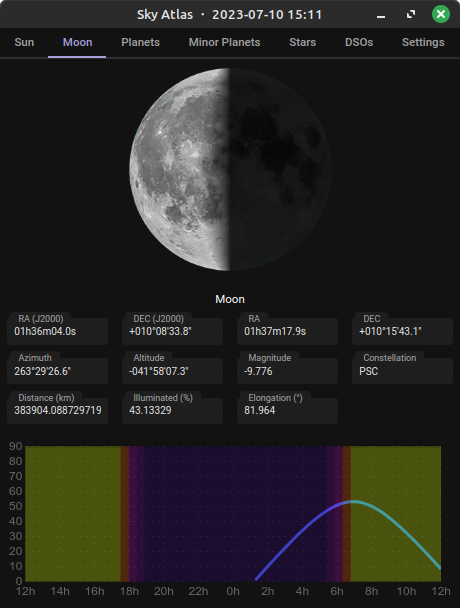 Sky Atlas · 2023-07-10 15:11
Sun Moon Planets Minor Planets Stars DSOs Settings
Moon
RA (J2000) DEC (J2000) RA DEC
01h36m04.0s +010°08'33.8" 01h37m17.9s +010°15'43.1"
Azimuth Altitude Magnitude Constellation
263°29'26.6" -041°58'07.3" -9.776 PSC
Distance (km) Illuminated (%) Elongation (°)
383904.088729719 43.13329 81.964
90
80
70
60
50
40
30
20
10
0
12h 14h 16h 18h 20h 22h 0h 2h 4h 6h 8h 10h 12h